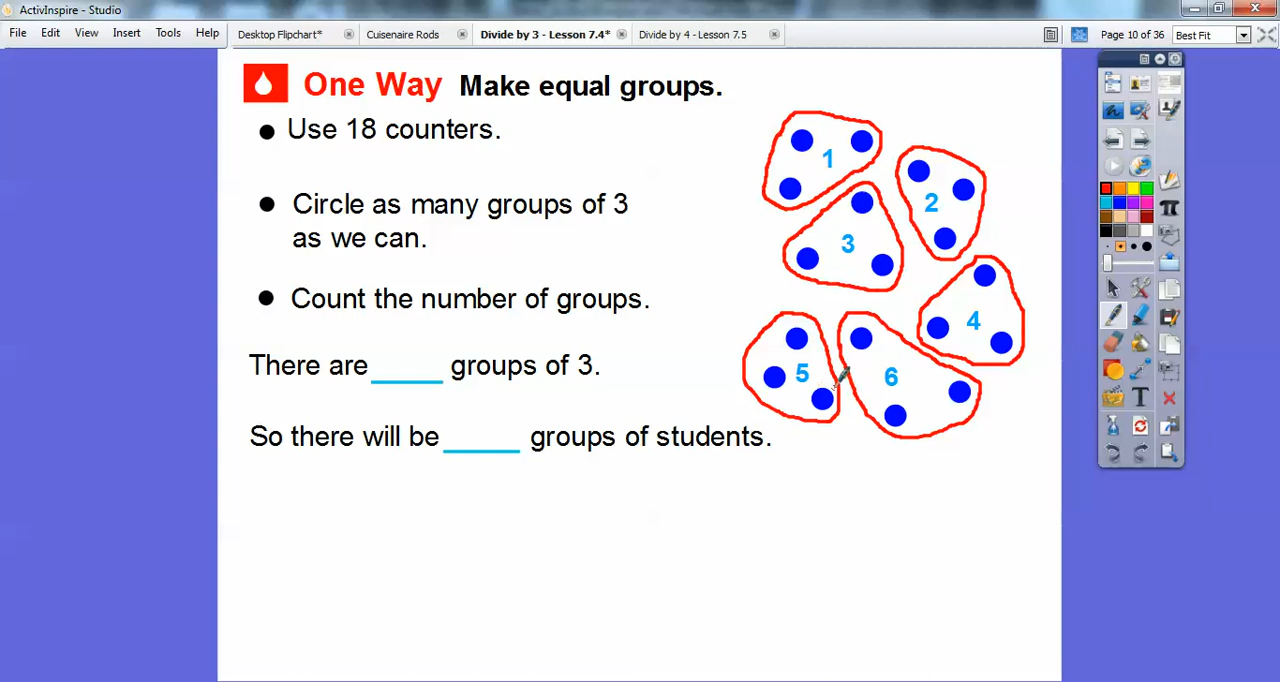 ActivInspire - Studio
File Edit View Insert Tools Help
Desktop Flipchart* Cuisenaire Rods Divide by 3 - Lesson 7.4* Divide by 4 - Lesson 7.5
Page 10 of 36 Best Fit
One Way Make equal groups.
• Use 18 counters.
• Circle as many groups of 3
as we can.
• Count the number of groups.
There are _____ groups of 3.
So there will be _____ groups of students.
1
2
3
4
5
6